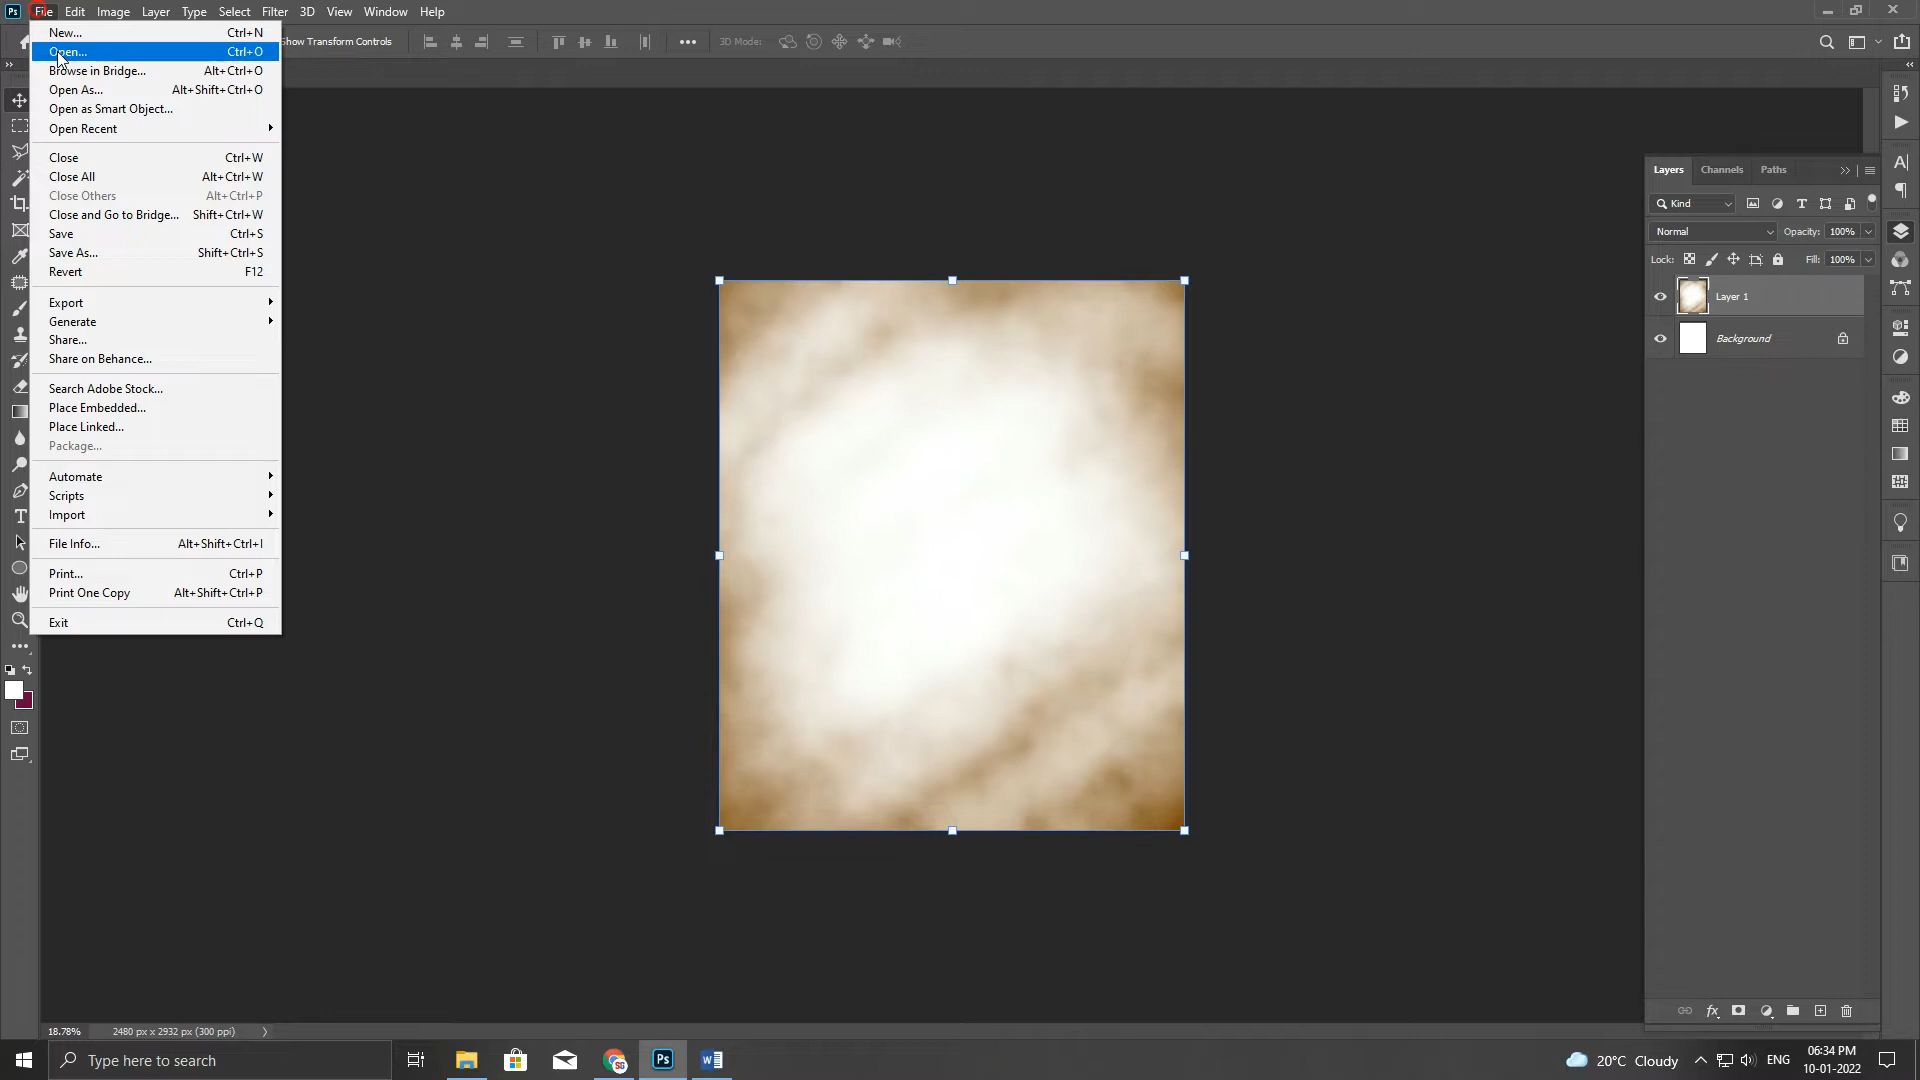 Ps File Edit Image Layer Type Select Filter 3D View Window Help
New... Ctrl+N
Open... Ctrl+O
Browse in Bridge... Alt+Ctrl+O
Open As... Alt+Shift+Ctrl+O
Open as Smart Object...
Open Recent
Close Ctrl+W
Close All Alt+Ctrl+W
Close Others Alt+Ctrl+P
Close and Go to Bridge... Shift+Ctrl+W
Save Ctrl+S
Save As... Shift+Ctrl+S
Revert F12
Export
Generate
Share...
Share on Behance...
Search Adobe Stock...
Place Embedded...
Place Linked...
Package...
Automate
Scripts
Import
File Info... Alt+Shift+Ctrl+I
Print... Ctrl+P
Print One Copy Alt+Shift+Ctrl+P
Exit Ctrl+Q
Show Transform Controls
3D Mode:
Layers Channels Paths
Kind
Normal Opacity: 100%
Lock: Fill: 100%
Layer 1
Background
18.78% 2480 px x 2932 px (300 ppi)
Type here to search
Ps
20°C Cloudy
ENG
06:34 PM
10-01-2022